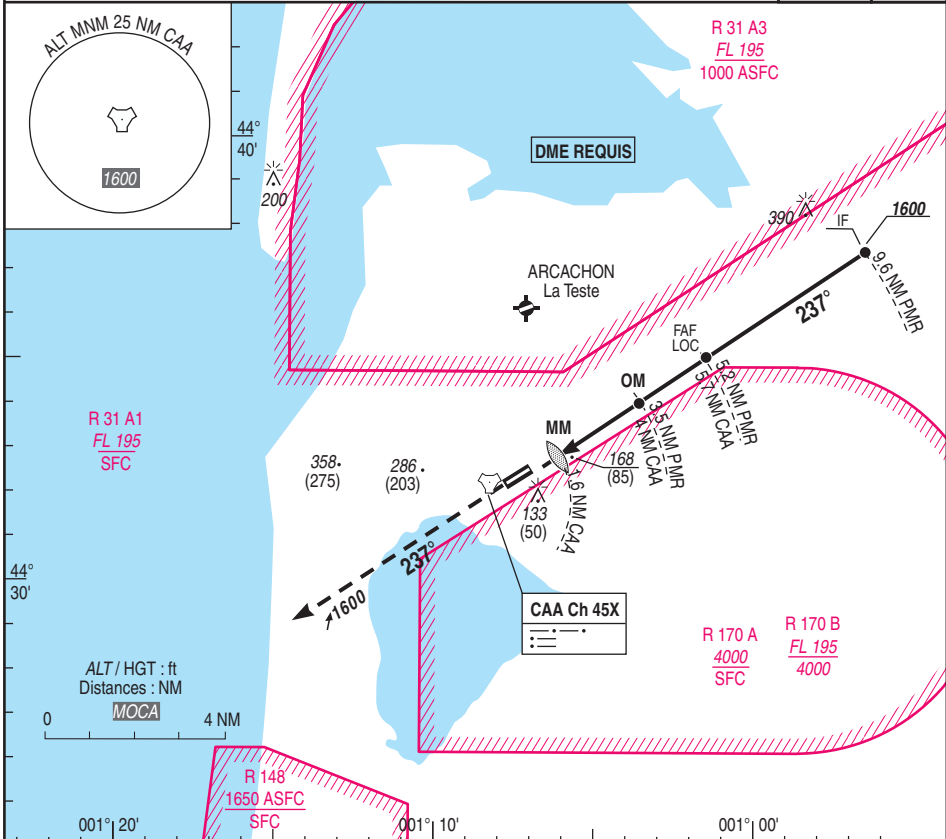 ALT MNM 25 NM CAA
1600
R 31 A3
FL 195
1000 ASFC
44°
40'
200
DME REQUIS
390
IF
1600
9.6 NM PMR
ARCACHON
La Teste
237°
FAF
LOC
5.2 NM PMR
5.7 NM CAA
OM
3.5 NM PMR
4 NM CAA
MM
R 31 A1
FL 195
SFC
358
(275)
286
(203)
168
(85)
1.6 NM CAA
133
(50)
237°
1600
44°
30'
CAA Ch 45X
R 170 A
4000
SFC
R 170 B
FL 195
4000
ALT / HGT : ft
Distances : NM
MOCA
0 4 NM
R 148
1650 ASFC
SFC
001° 20' 001° 10' 001° 00'